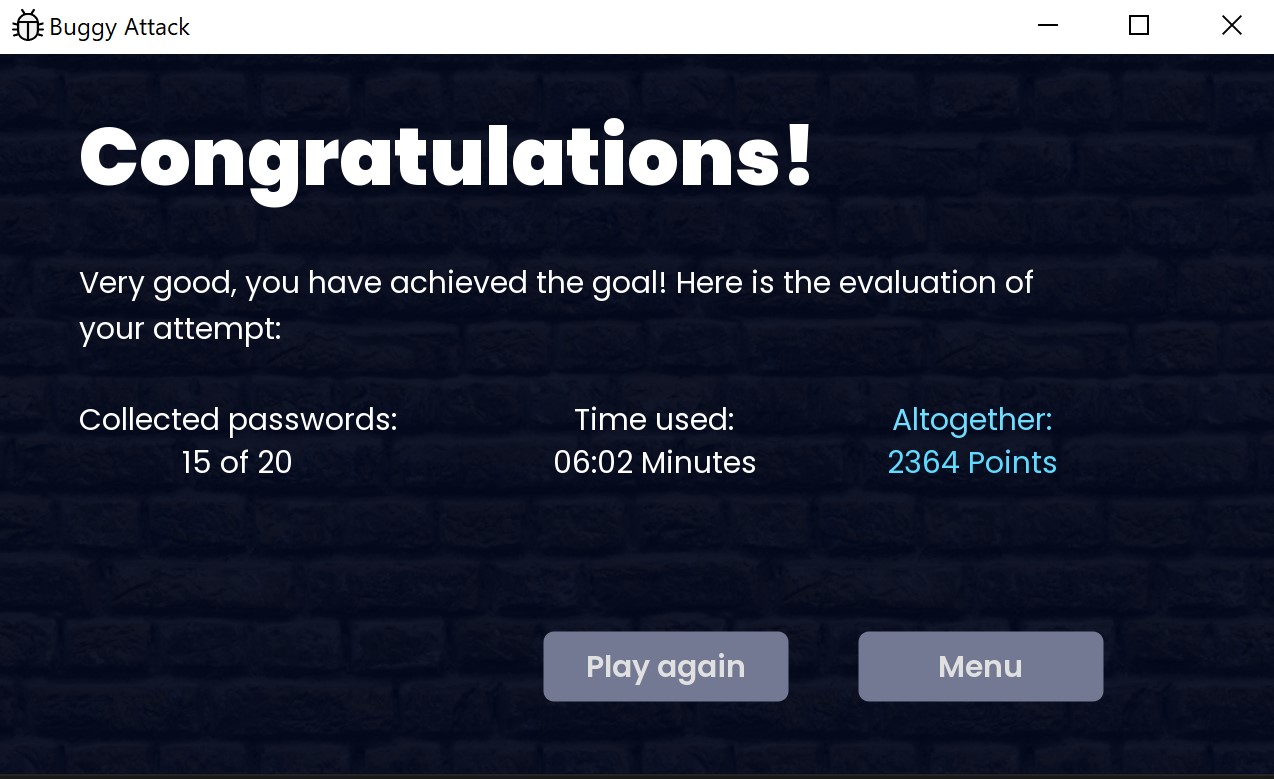 Buggy Attack
Congratulations!
Very good, you have achieved the goal! Here is the evaluation of
your attempt:
Collected passwords:
15 of 20
Time used:
06:02 Minutes
Altogether:
2364 Points
Play again
Menu